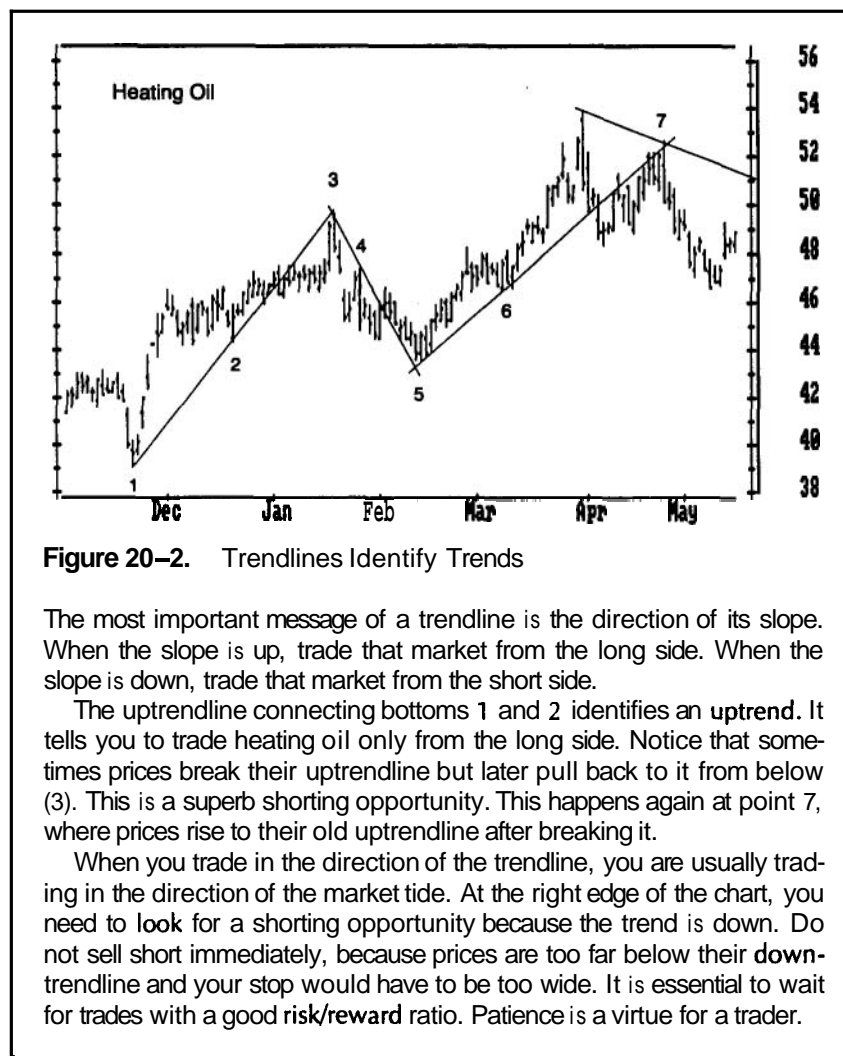 56
Heating Oil
54
7
52
3
50
4
48
46
6
2
44
5
42
40
1
38
Dec Jan Feb Mar Apr May
Figure 20–2. Trendlines Identify Trends
The most important message of a trendline is the direction of its slope.
When the slope is up, trade that market from the long side. When the
slope is down, trade that market from the short side.
The uptrendline connecting bottoms 1 and 2 identifies an uptrend. It
tells you to trade heating oil only from the long side. Notice that some-
times prices break their uptrendline but later pull back to it from below
(3). This is a superb shorting opportunity. This happens again at point 7,
where prices rise to their old uptrendline after breaking it.
When you trade in the direction of the trendline, you are usually trad-
ing in the direction of the market tide. At the right edge of the chart, you
need to look for a shorting opportunity because the trend is down. Do
not sell short immediately, because prices are too far below their down-
trendline and your stop would have to be too wide. It is essential to wait
for trades with a good risk/reward ratio. Patience is a virtue for a trader.